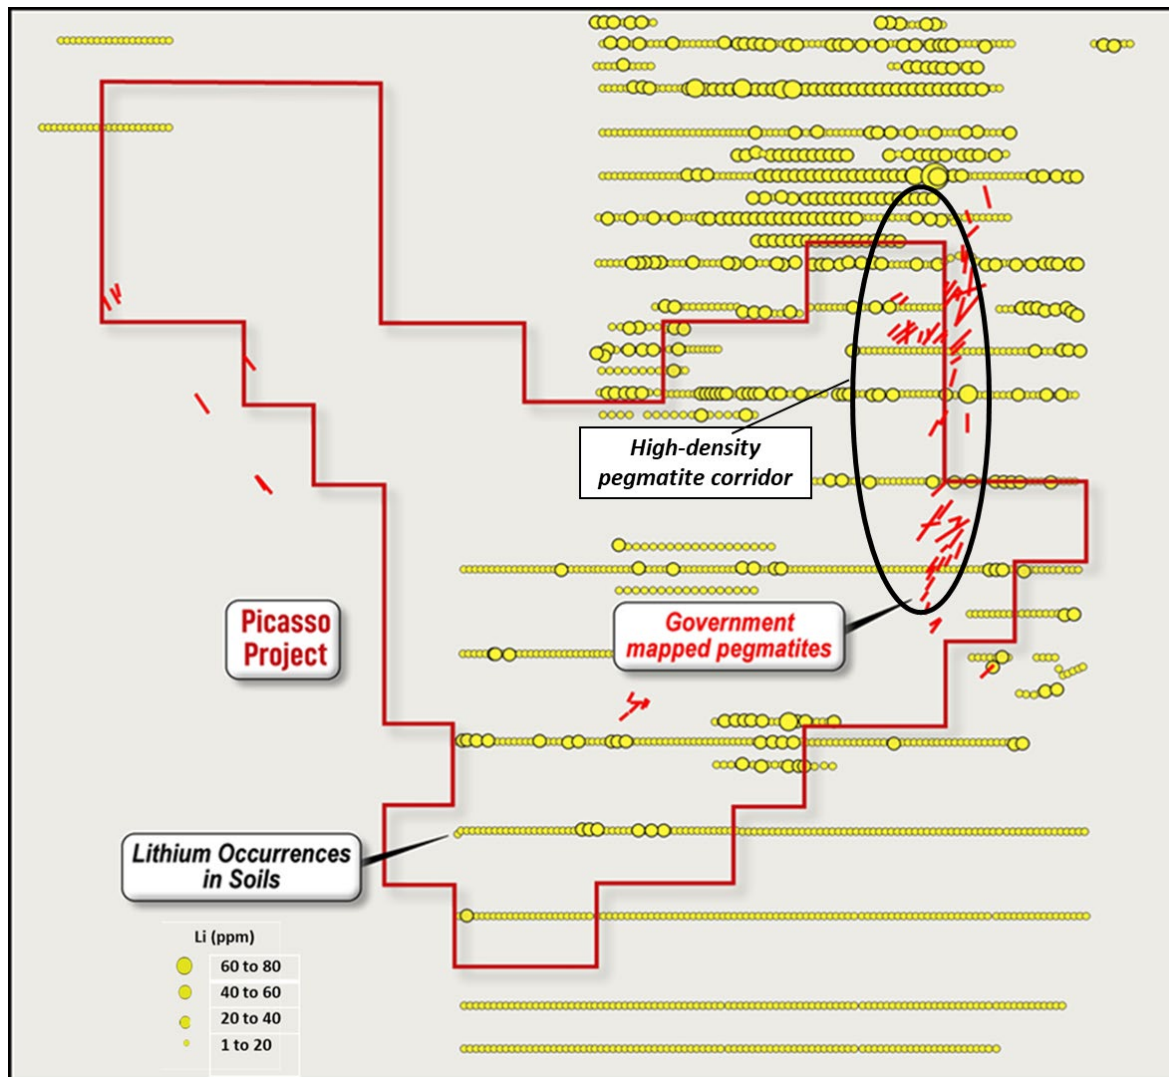 High-density
pegmatite corridor
Picasso
Project
Government
mapped pegmatites
Lithium Occurrences
in Soils
Li (ppm)
60 to 80
40 to 60
20 to 40
1 to 20